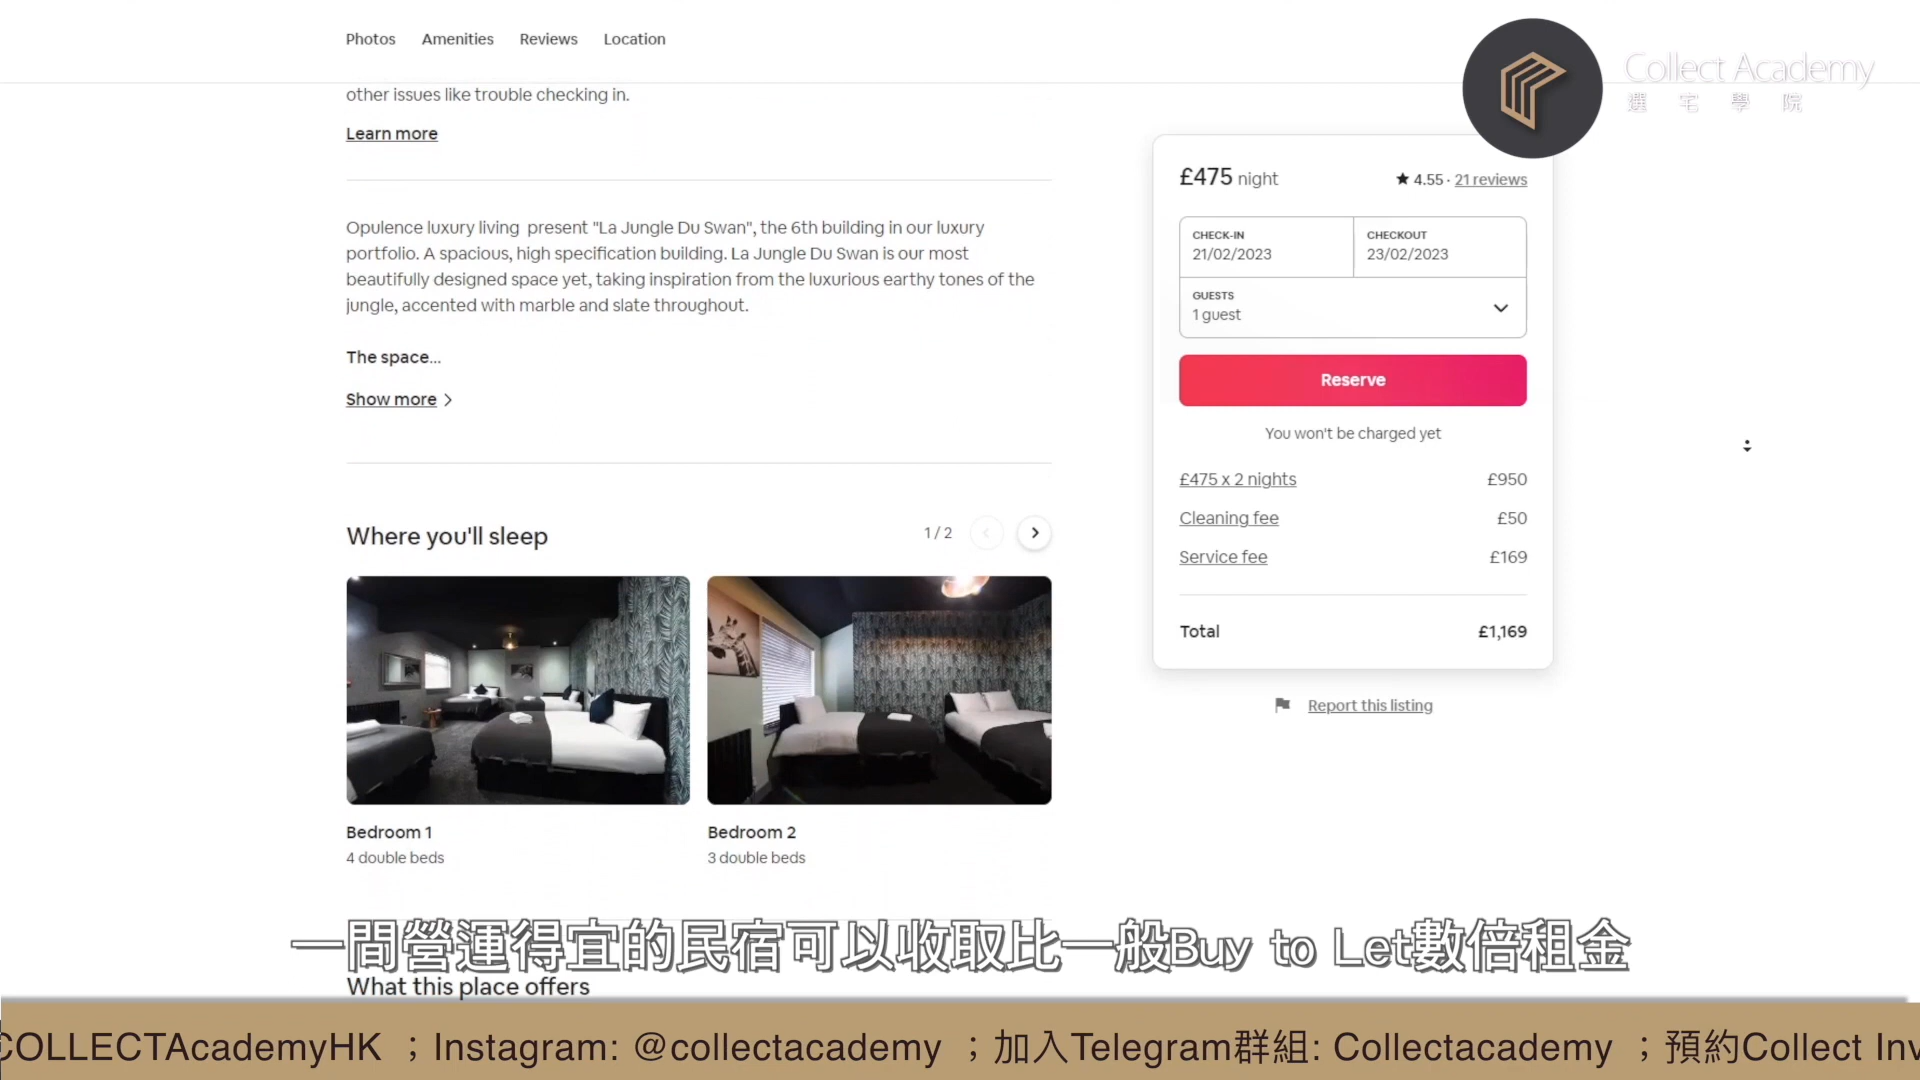 Photos Amenities Reviews Location
Collect Academy
選宅學院
other issues like trouble checking in.
Learn more
Opulence luxury living present "La Jungle Du Swan", the 6th building in our luxury
portfolio. A spacious, high specification building. La Jungle Du Swan is our most
beautifully designed space yet, taking inspiration from the luxurious earthy tones of the
jungle, accented with marble and slate throughout.
The space...
Show more
£475 night
4.55 · 21 reviews
CHECK-IN
21/02/2023
CHECKOUT
23/02/2023
GUESTS
1 guest
Reserve
You won't be charged yet
£475 x 2 nights £950
Cleaning fee £50
Service fee £169
Total £1,169
Report this listing
Where you'll sleep
1 / 2
Bedroom 1
4 double beds
Bedroom 2
3 double beds
一間營運得宜的民宿可以收取比一般Buy to Let數倍租金
What this place offers
COLLECTAcademyHK ；Instagram: @collectacademy ；加入Telegram群組: Collectacademy ；預約Collect Inv